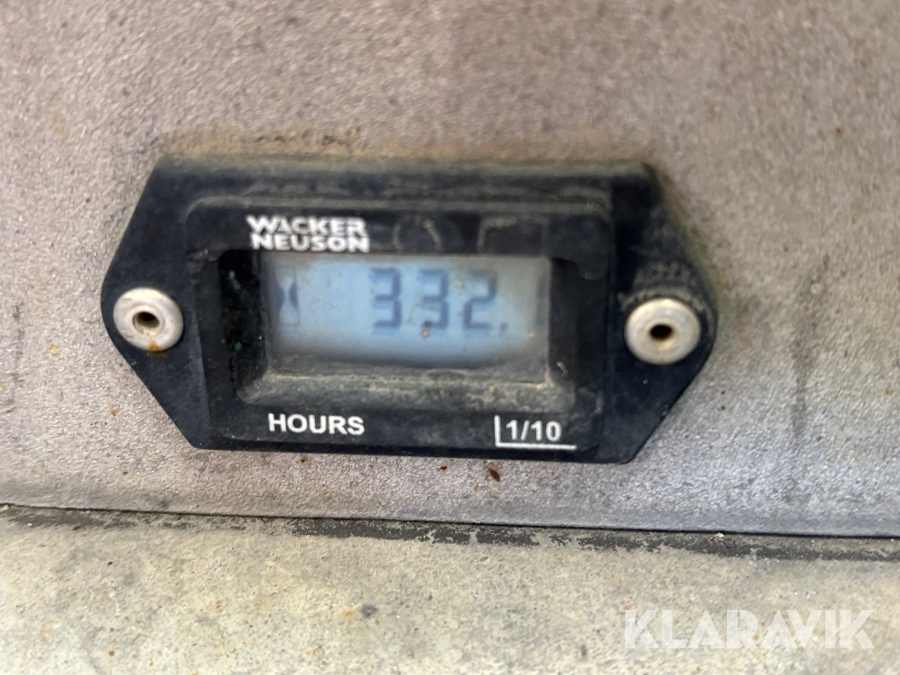 WACKER
NEUSON
332.
HOURS
1/10
KLARAVIK